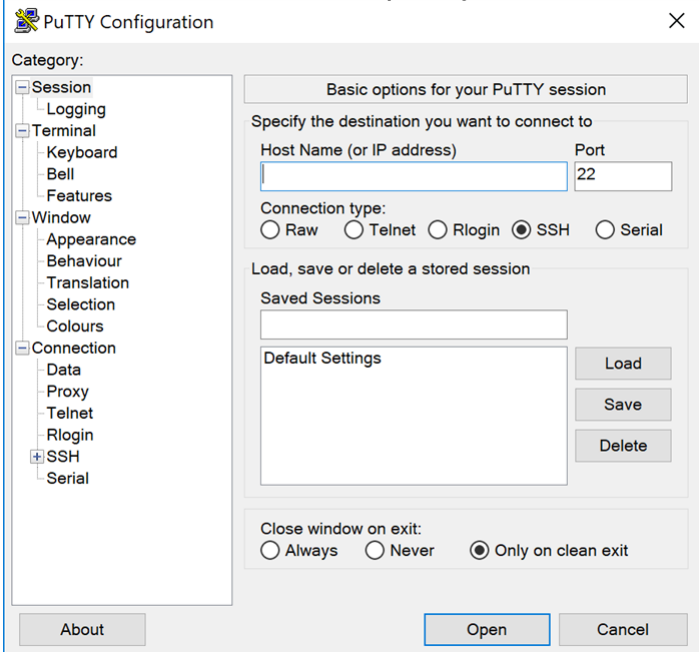 PuTTY Configuration
Category:
Session
Logging
Terminal
Keyboard
Bell
Features
Window
Appearance
Behaviour
Translation
Selection
Colours
Connection
Data
Proxy
Telnet
Rlogin
SSH
Serial
Basic options for your PuTTY session
Specify the destination you want to connect to
Host Name (or IP address) Port
22
Connection type:
Raw Telnet Rlogin SSH Serial
Load, save or delete a stored session
Saved Sessions
Default Settings
Load
Save
Delete
Close window on exit:
Always Never Only on clean exit
About Open Cancel